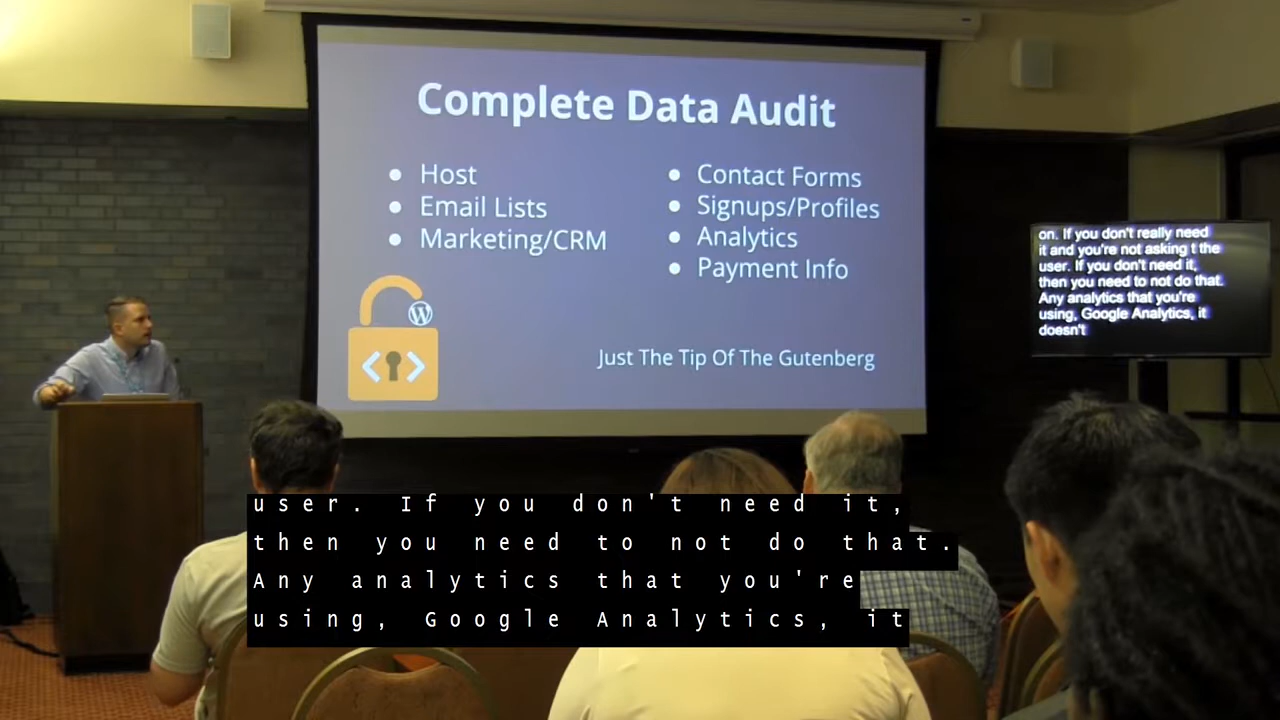 Complete Data Audit
● Host
● Email Lists
● Marketing/CRM
● Contact Forms
● Signups/Profiles
● Analytics
● Payment Info
Just The Tip Of The Gutenberg
W
< >
on. If you don't really need
it and you're not asking t the
user. If you don't need it,
then you need to not do that.
Any analytics that you're
using, Google Analytics, it
doesn't
user. If you don't need it,
then you need to not do that.
Any analytics that you're
using, Google Analytics, it